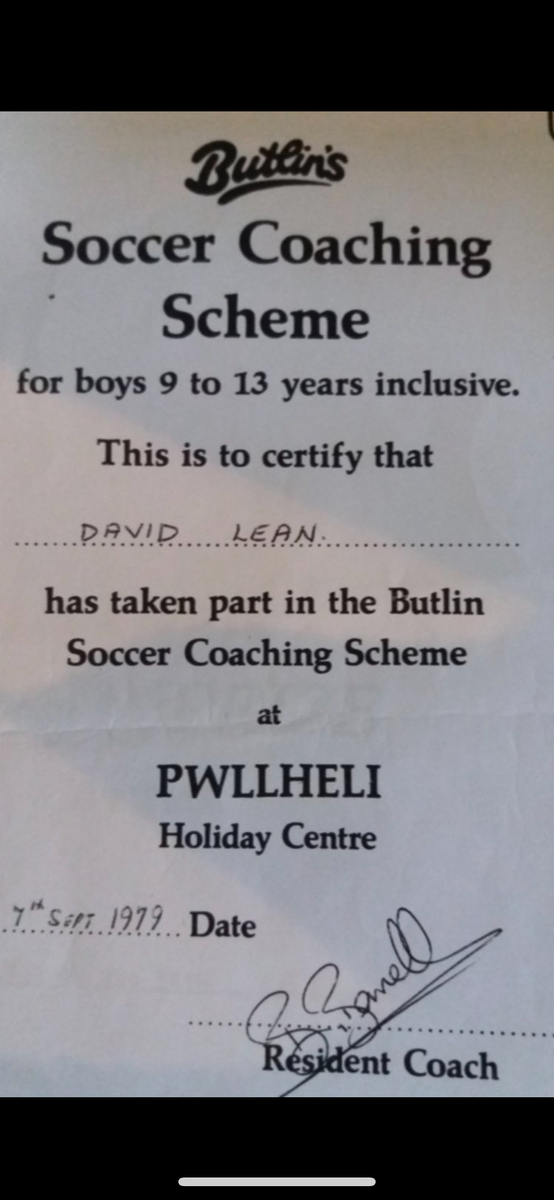 Butlin's
Soccer Coaching
Scheme
for boys 9 to 13 years inclusive.
This is to certify that
DAVID LEAN.
has taken part in the Butlin
Soccer Coaching Scheme
at
PWLLHELI
Holiday Centre
7th SEPT 1979 Date
Resident Coach